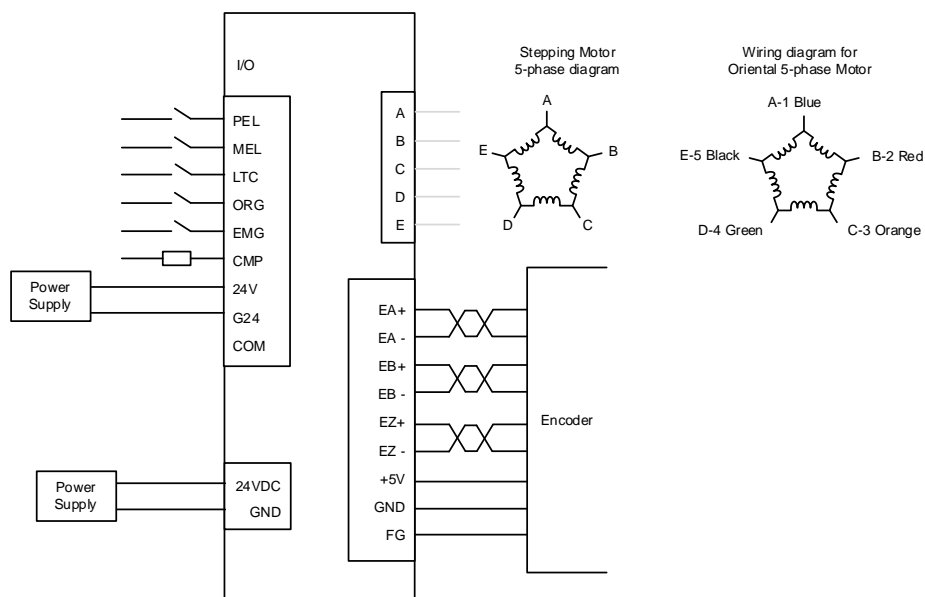 I/O
PEL
MEL
LTC
ORG
EMG
CMP
24V
G24
COM
Power
Supply
24VDC
GND
Power
Supply
A
B
C
D
E
EA+
EA -
EB+
EB -
EZ+
EZ -
+5V
GND
FG
Encoder
Stepping Motor
5-phase diagram
A
E
B
D
C
Wiring diagram for
Oriental 5-phase Motor
A-1 Blue
E-5 Black
B-2 Red
D-4 Green
C-3 Orange